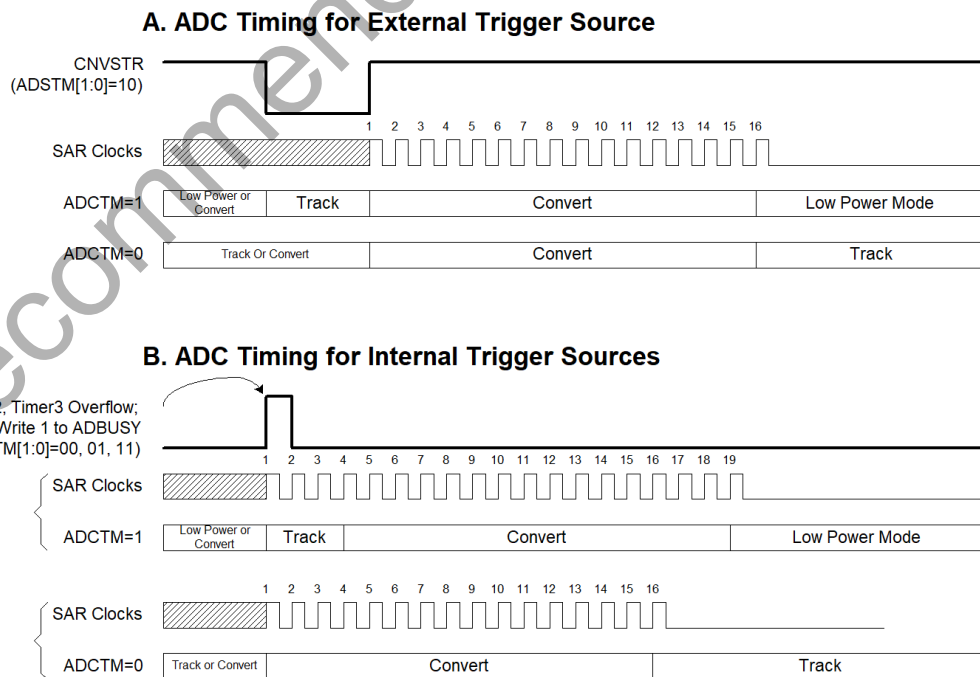 A. ADC Timing for External Trigger Source
CNVSTR
(ADSTM[1:0]=10)
1 2 3 4 5 6 7 8 9 10 11 12 13 14 15 16
SAR Clocks
ADCTM=1 Low Power or Convert Track Convert Low Power Mode
ADCTM=0 Track Or Convert Convert Track
B. ADC Timing for Internal Trigger Sources
, Timer3 Overflow;
Write 1 to ADBUSY
TM[1:0]=00, 01, 11)
1 2 3 4 5 6 7 8 9 10 11 12 13 14 15 16 17 18 19
SAR Clocks
ADCTM=1 Low Power or Convert Track Convert Low Power Mode
1 2 3 4 5 6 7 8 9 10 11 12 13 14 15 16
SAR Clocks
ADCTM=0 Track or Convert Convert Track
ecommen